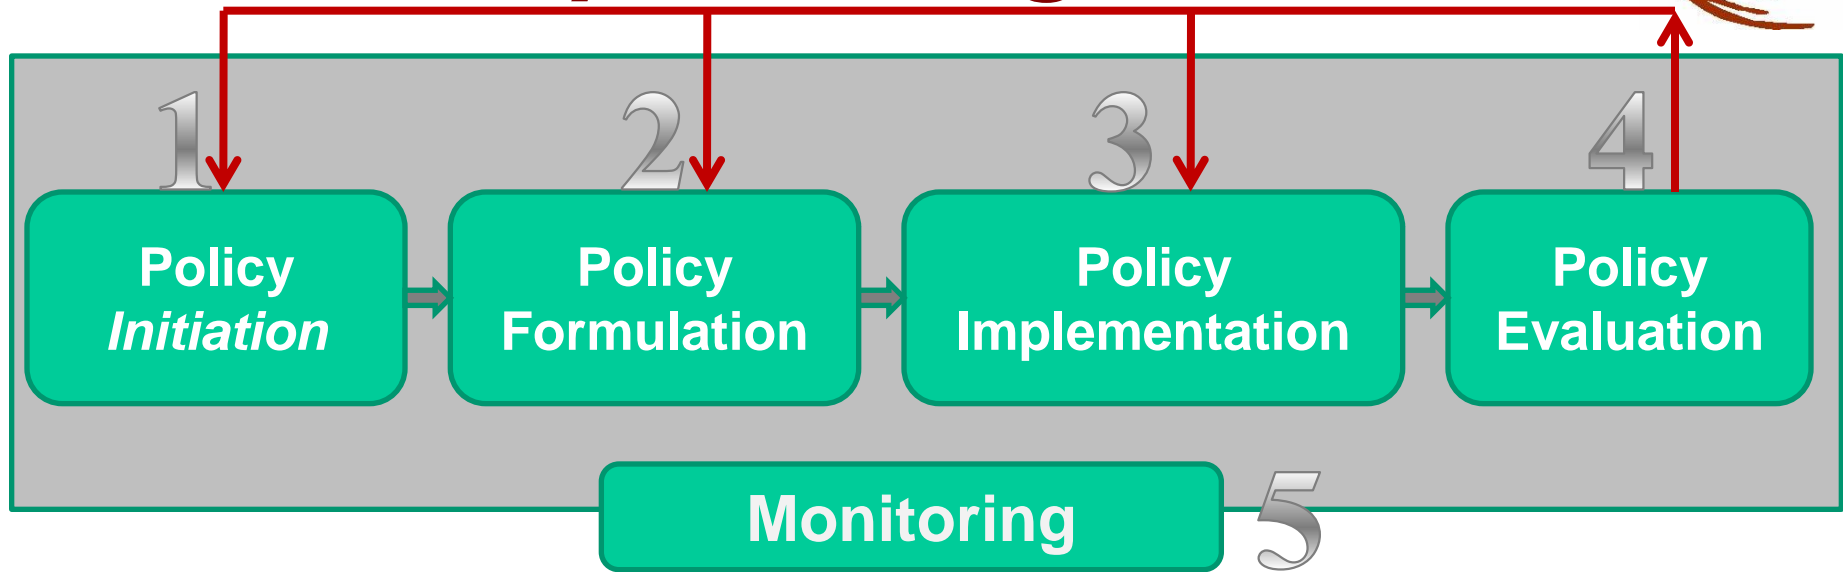 1
2
3
4
Policy
Initiation
Policy
Formulation
Policy
Implementation
Policy
Evaluation
Monitoring
5